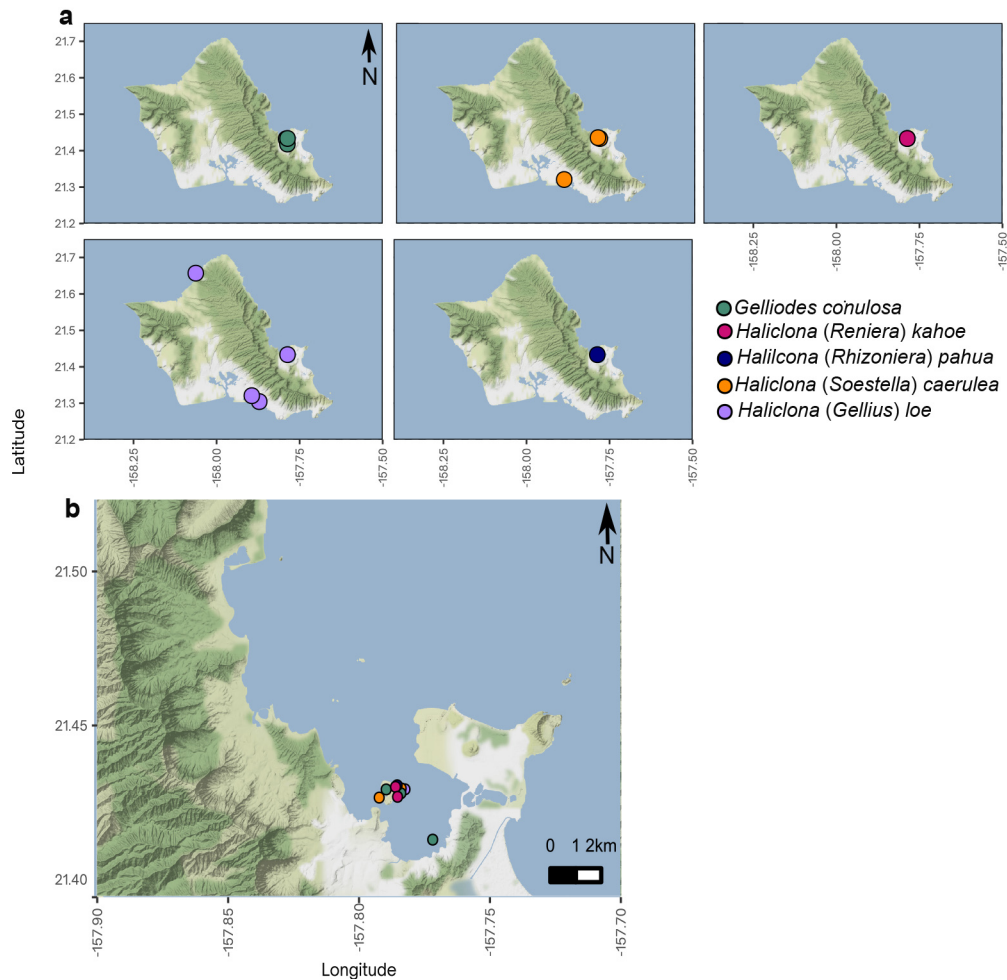 a
21.7
21.6
21.5
21.4
21.3
21.2
N
-158.25
-158.00
-157.75
-157.50
21.7
21.6
21.5
21.4
21.3
21.2
-158.25
-158.00
-157.75
-157.50
-158.25
-158.00
-157.75
-157.50
Gelliodes conulosa
Haliclona (Reniera) kahoe
Halilcona (Rhizoniera) pahua
Haliclona (Soestella) caerulea
Haliclona (Gellius) loe
Latitude
b
N
21.50
21.45
21.40
0 1 2km
-157.90
-157.85
-157.80
-157.75
-157.70
Longitude